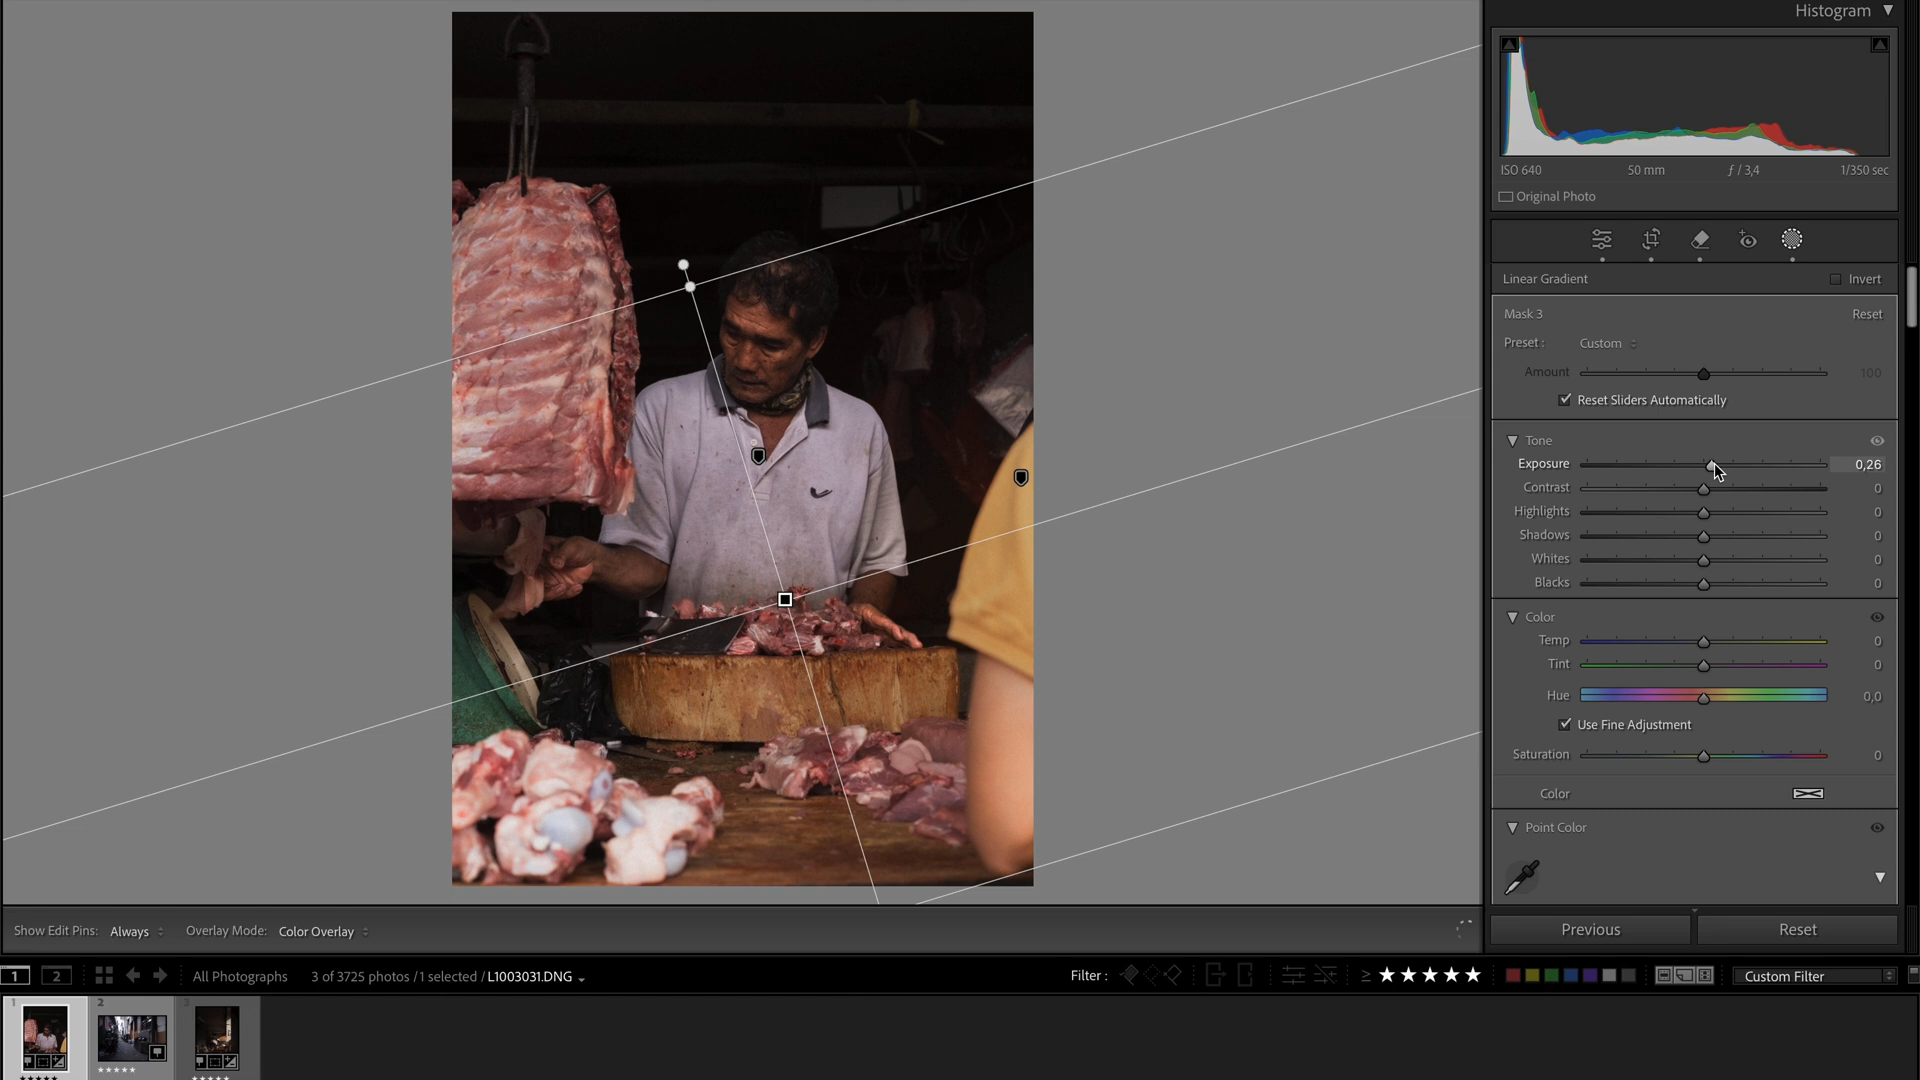 Histogram
ISO 640 50 mm ƒ / 3,4 1/350 sec
Original Photo
Linear Gradient Invert
Mask 3 Reset
Preset : Custom
Amount 100
Reset Sliders Automatically
Tone
Exposure 0,26
Contrast 0
Highlights 0
Shadows 0
Whites 0
Blacks 0
Color
Temp 0
Tint 0
Hue 0,0
Use Fine Adjustment
Saturation 0
Color
Point Color
Previous Reset
Show Edit Pins: Always Overlay Mode: Color Overlay
1 2 All Photographs 3 of 3725 photos / 1 selected / L1003031.DNG Filter : ≥ ★★★★★ Custom Filter
1 2 3